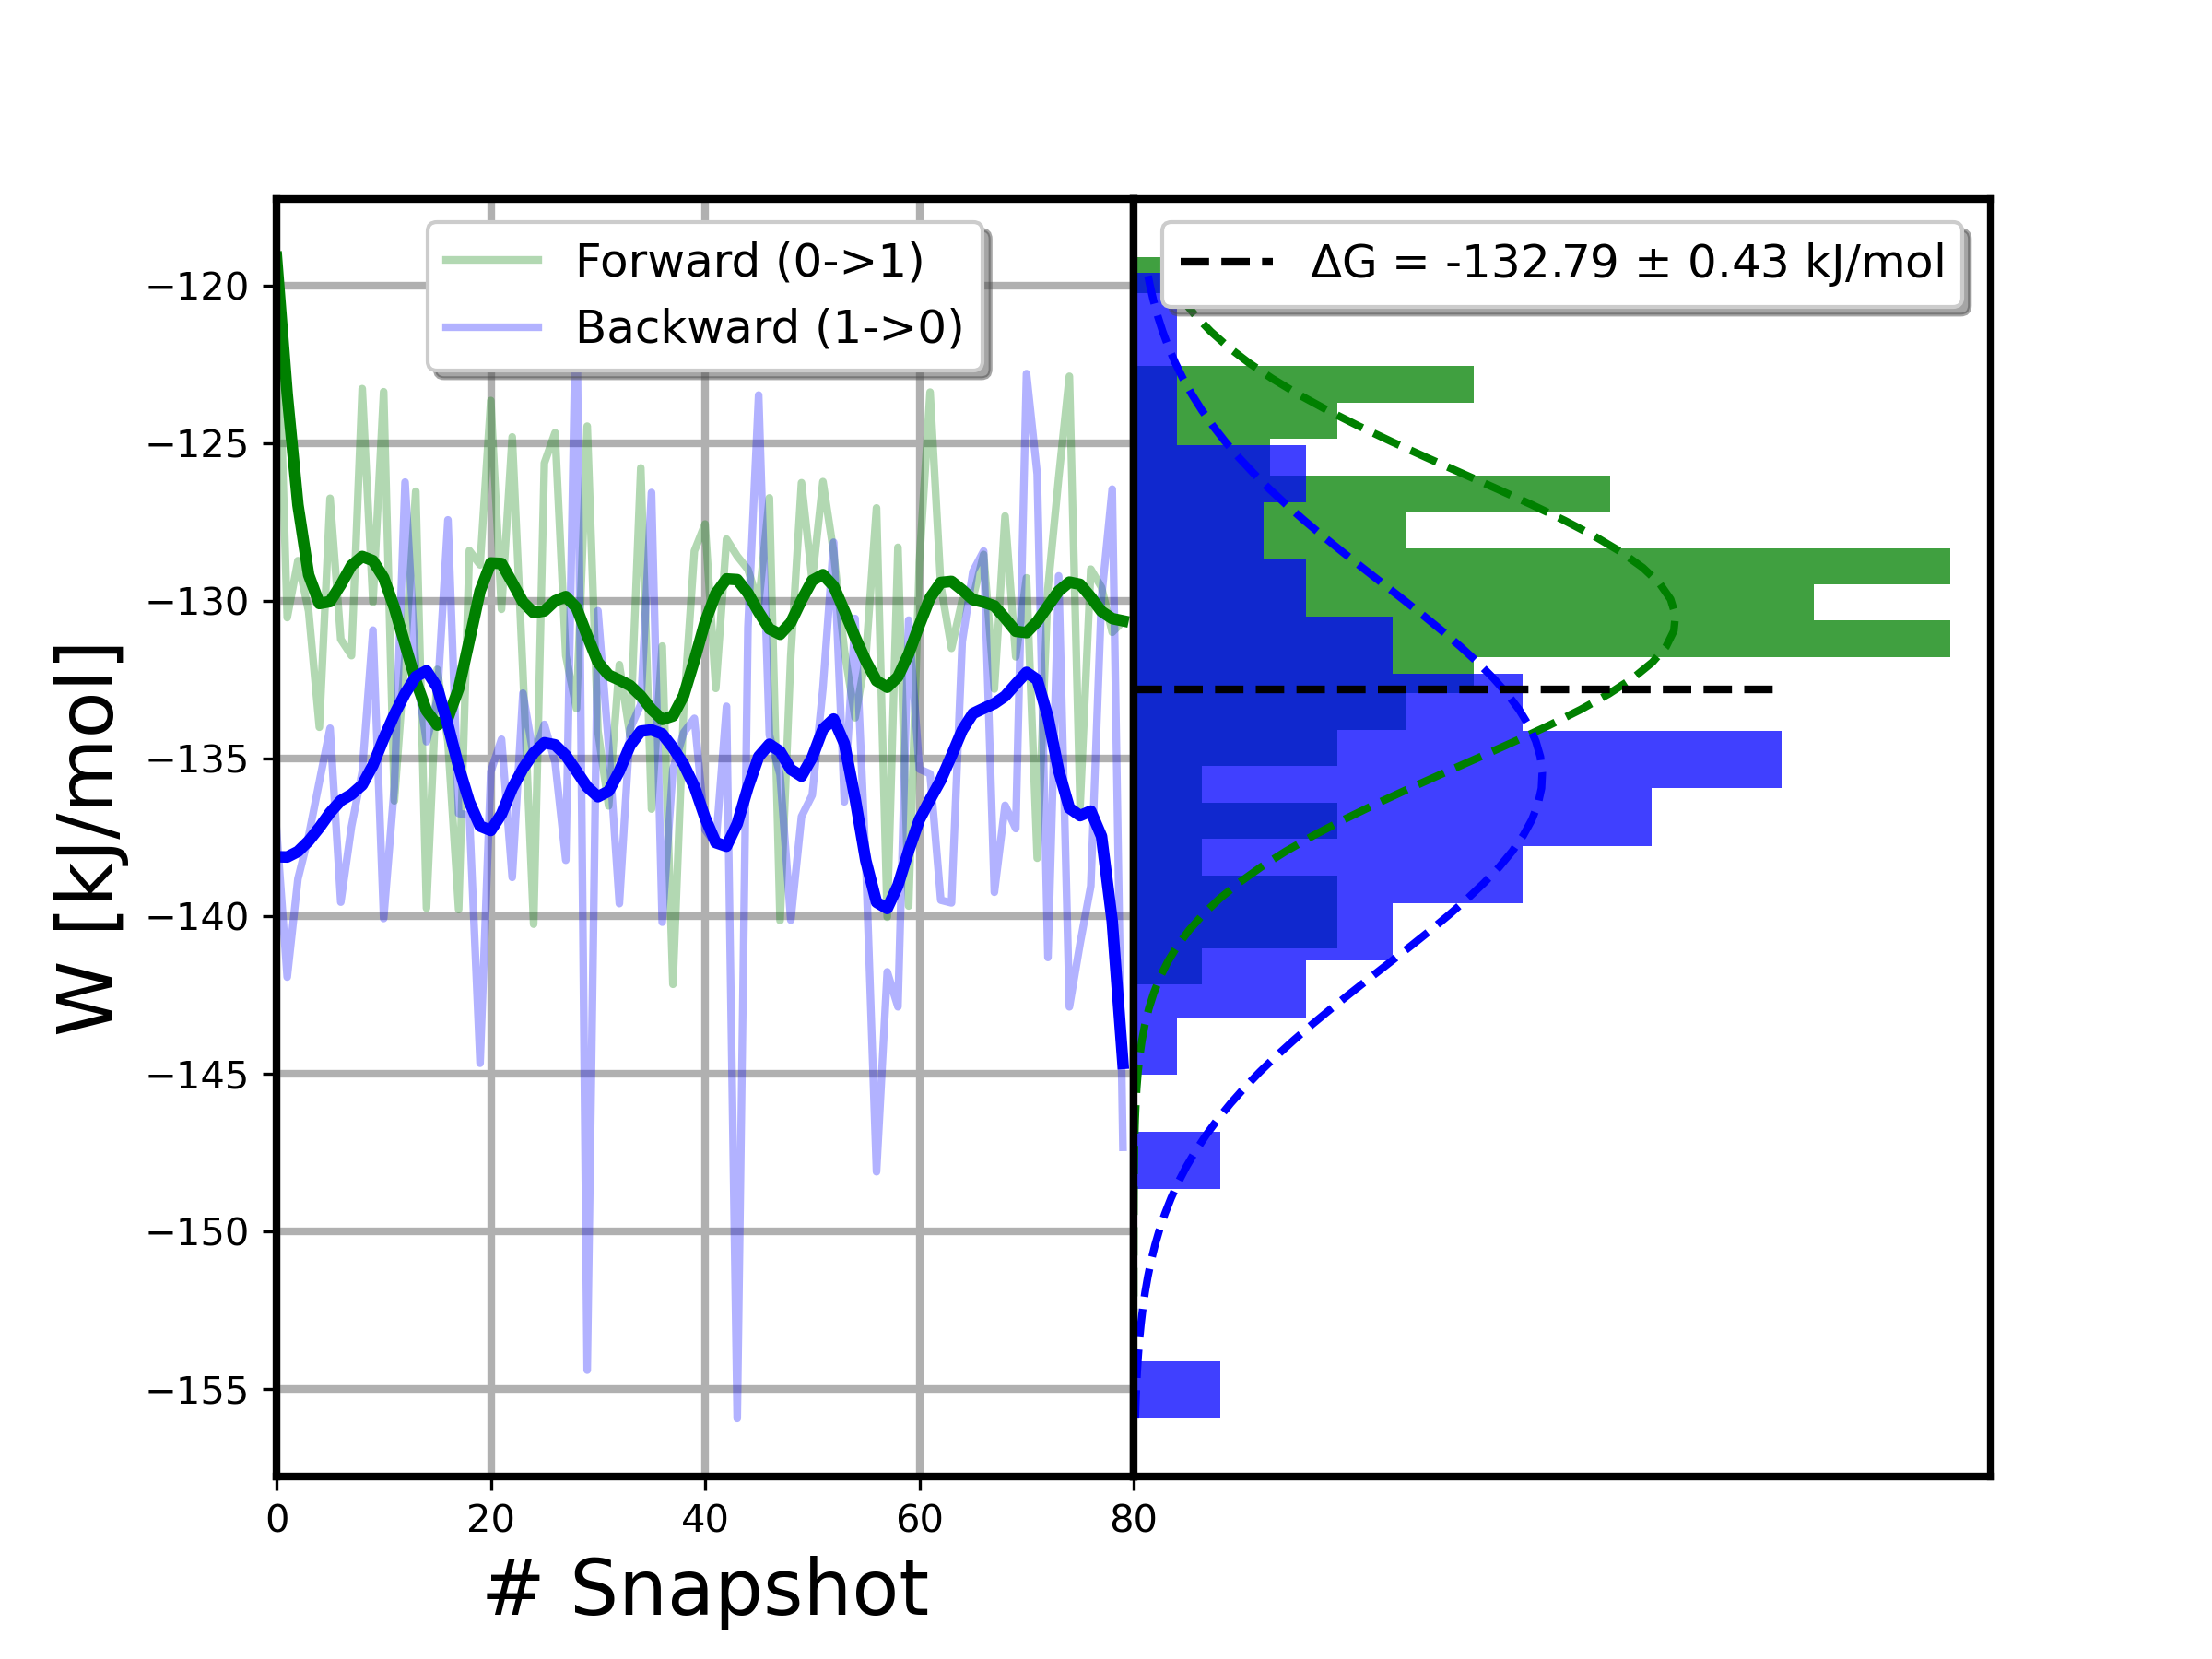 Forward (0->1)
Backward (1->0)
ΔG = -132.79 ± 0.43 kJ/mol
W [kJ/mol]
−120
−125
−130
−135
−140
−145
−150
−155
0 20 40 60 80
# Snapshot